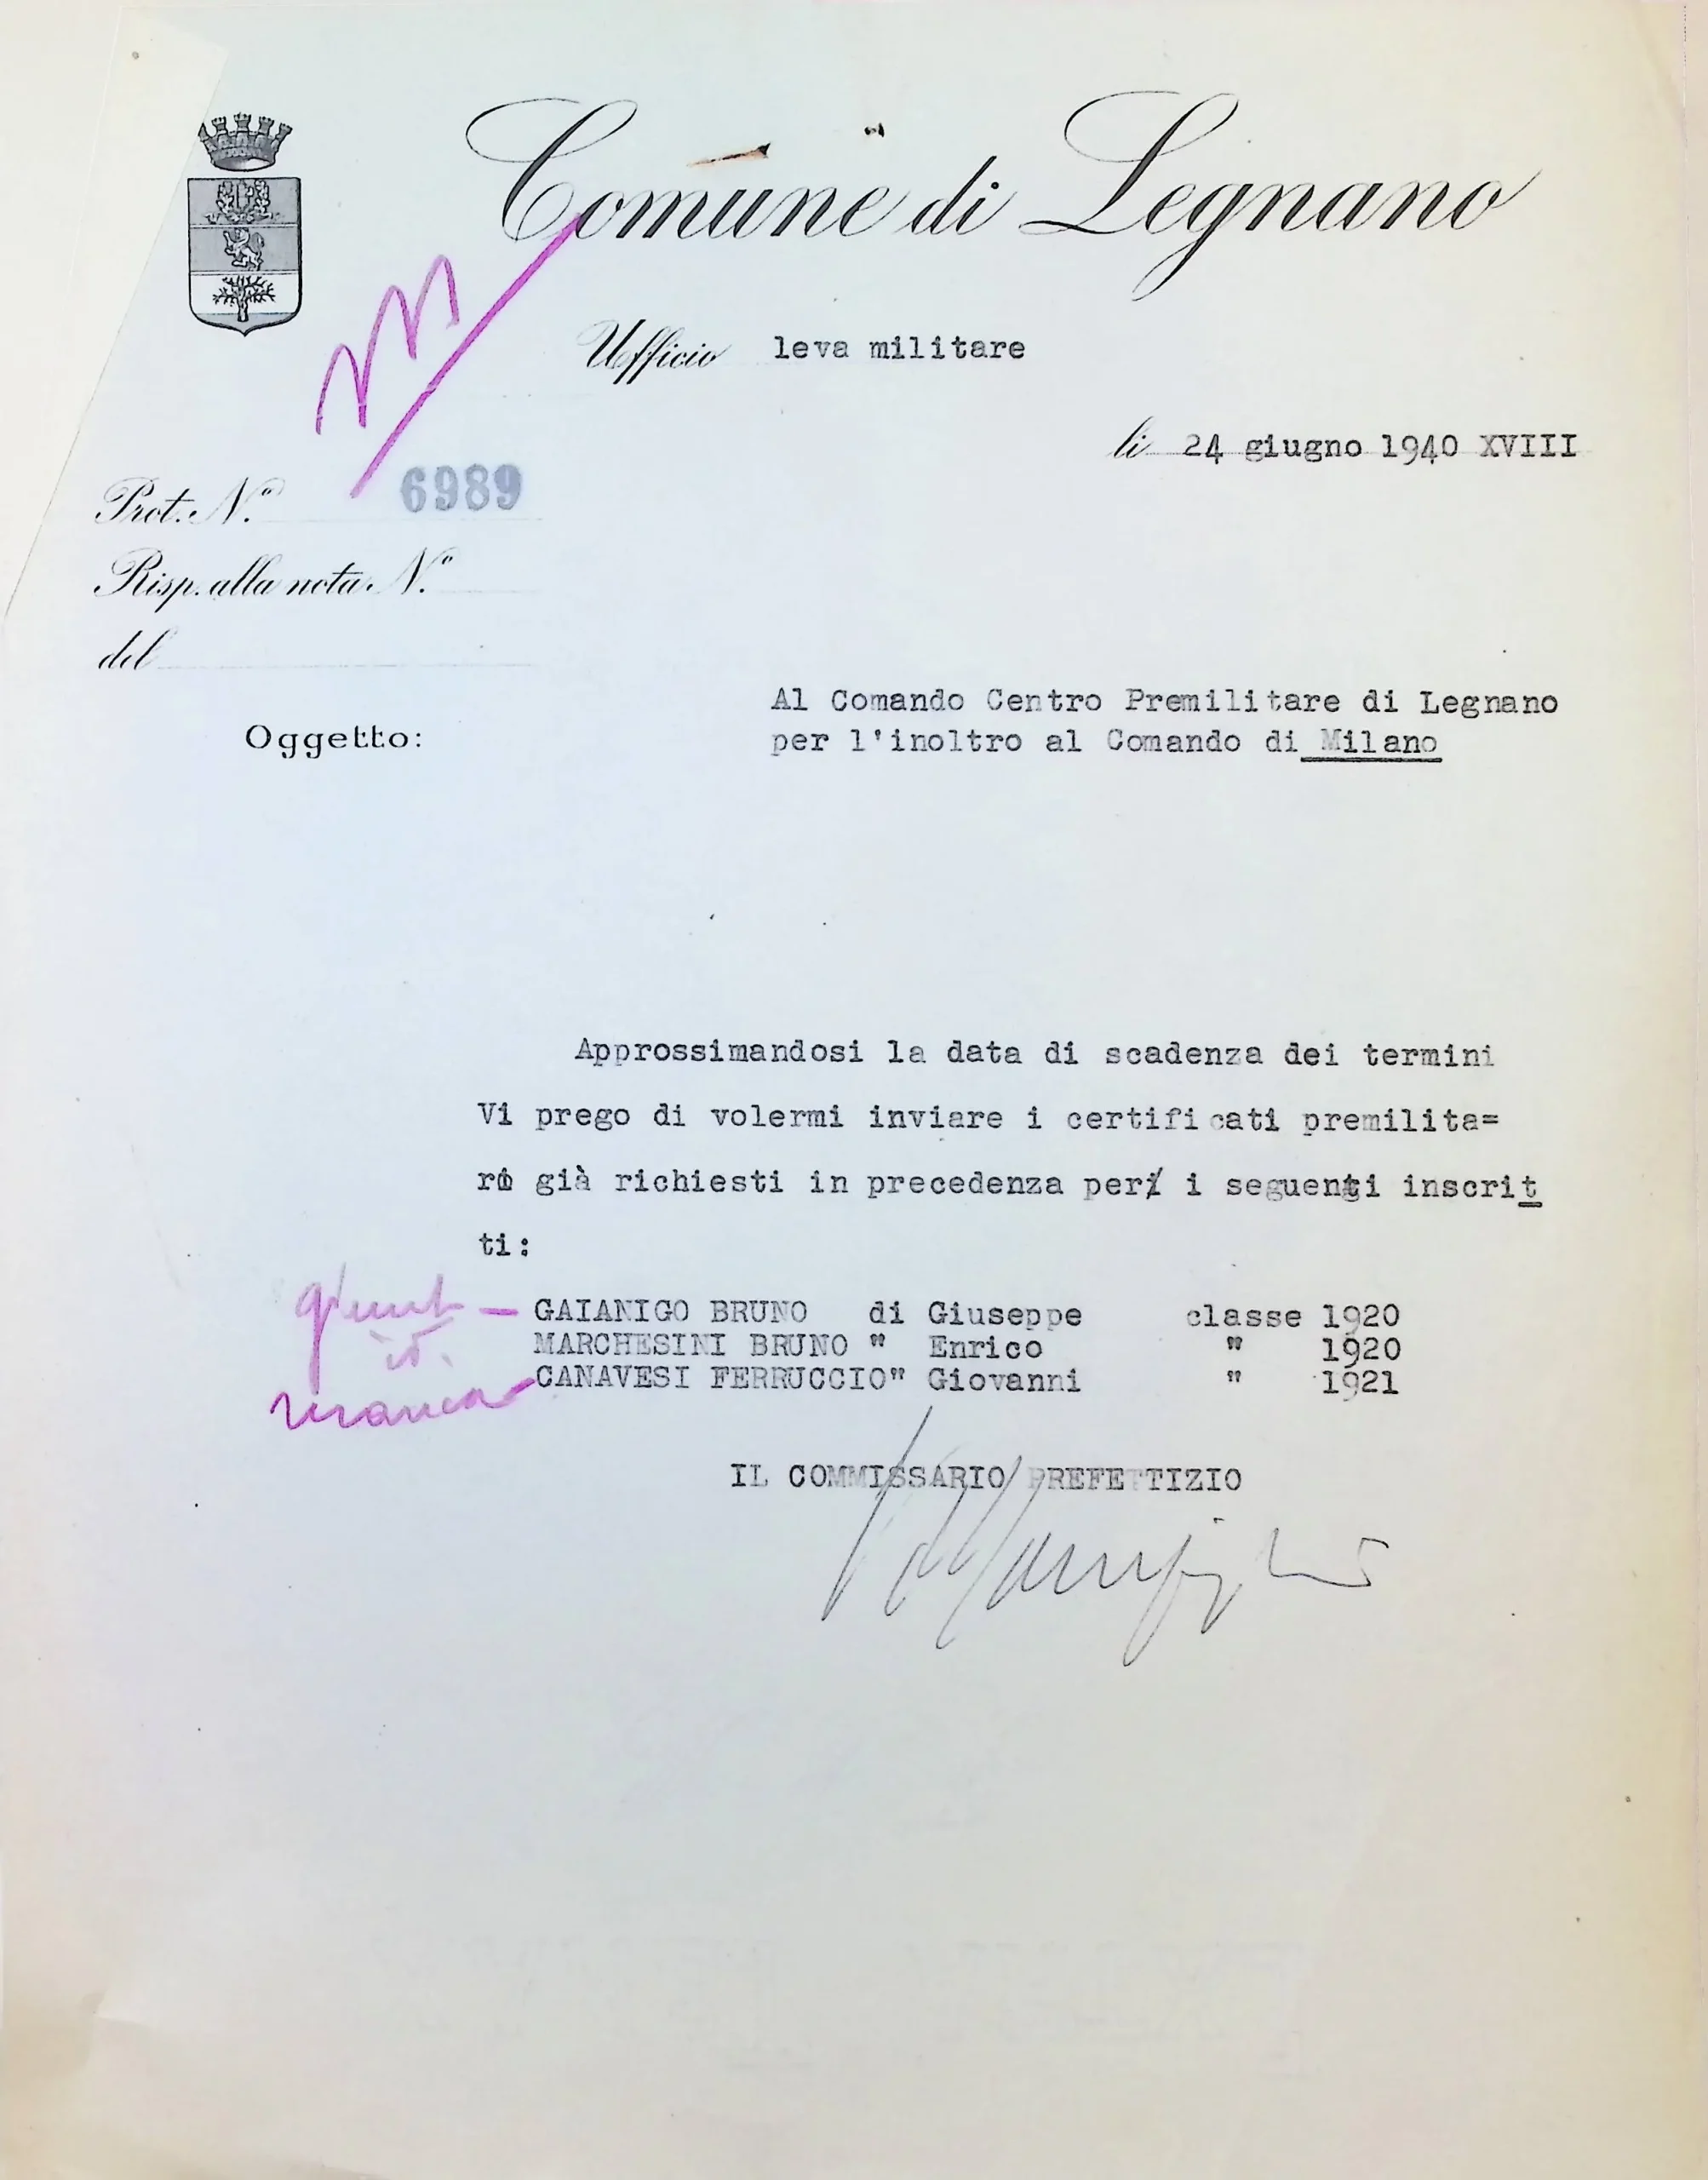 Comune di Legnano
Ufficio leva militare
li 24 giugno 1940 XVIII
Prot. N.° 6989
Risp. alla nota N.°
del
Al Comando Centro Premilitare di Legnano
Oggetto:
per l'inoltro al Comando di Milano
Approssimandosi la data di scadenza dei termini
Vi prego di volermi inviare i certificati premilita=
ri già richiesti in precedenza per i seguenti inscrit
ti:
— GAIANIGO BRUNO di Giuseppe classe 1920
id. MARCHESINI BRUNO " Enrico " 1920
manca CANAVESI FERRUCCIO " Giovanni " 1921
IL COMMISSARIO PREFETTIZIO